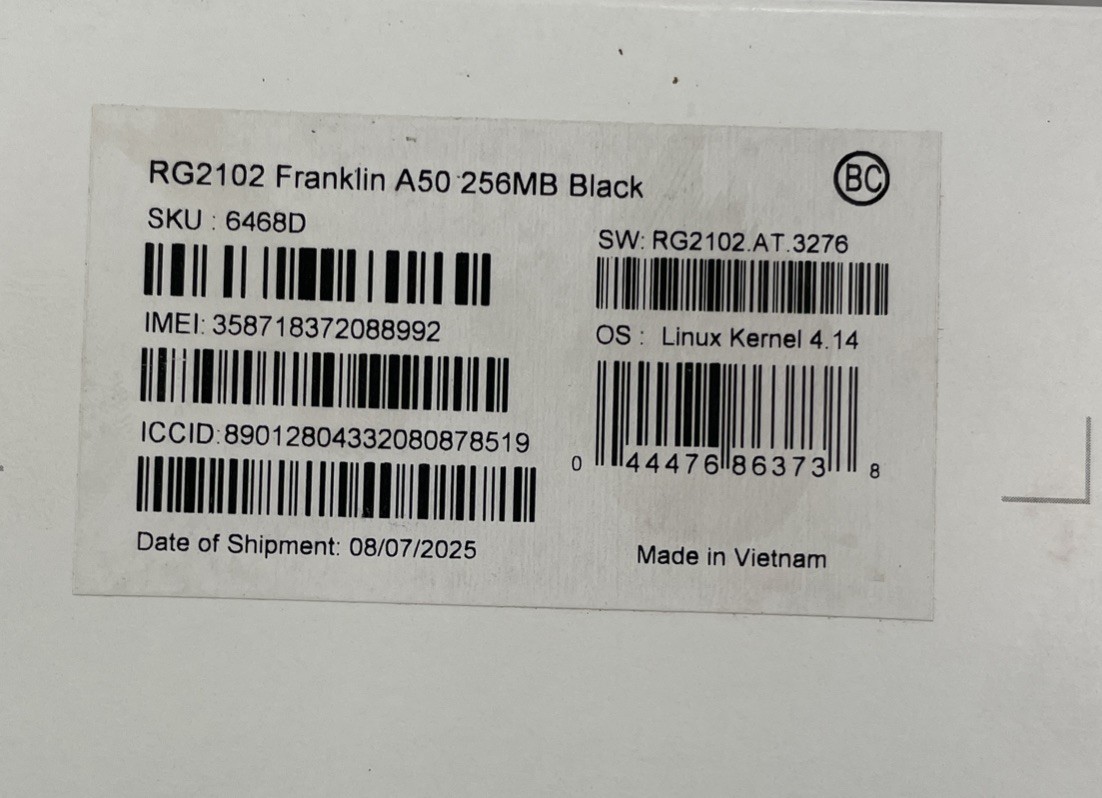 RG2102 Franklin A50 256MB Black
BC
SKU : 6468D
IMEI: 358718372088992
ICCID:89012804332080878519
Date of Shipment: 08/07/2025
SW: RG2102.AT.3276
OS : Linux Kernel 4.14
0 44476 86373 8
Made in Vietnam